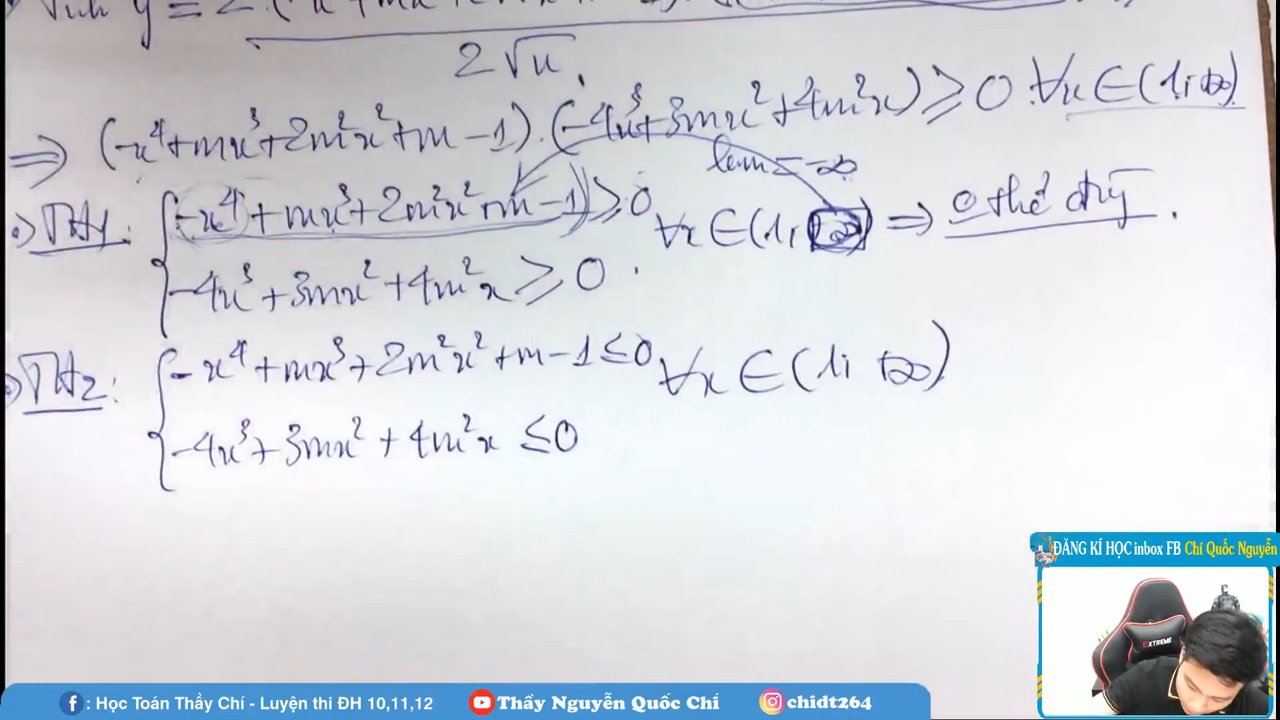 2√u.
⇒ (-x⁴+mx³+2m²x²+m-1).(-4x³+3mx²+4m²x) ≥ 0 ∀x∈(1;+∞)
lim = -∞
•) TH1: { -x⁴+mx³+2m²x²+m-1) ≥ 0 ∀x∈(1;+∞) ⇒
-4x³+3mx²+4m²x ≥ 0.
•) TH2: { -x⁴+mx³+2m²x²+m-1 ≤ 0 ∀x∈(1;+∞)
-4x³+3mx²+4m²x ≤ 0
ĐĂNG KÍ HỌC inbox FB Chí Quốc Nguyễn
EXTREME
f : Học Toán Thầy Chí - Luyện thi ĐH 10,11,12 Thầy Nguyễn Quốc Chí chidt264